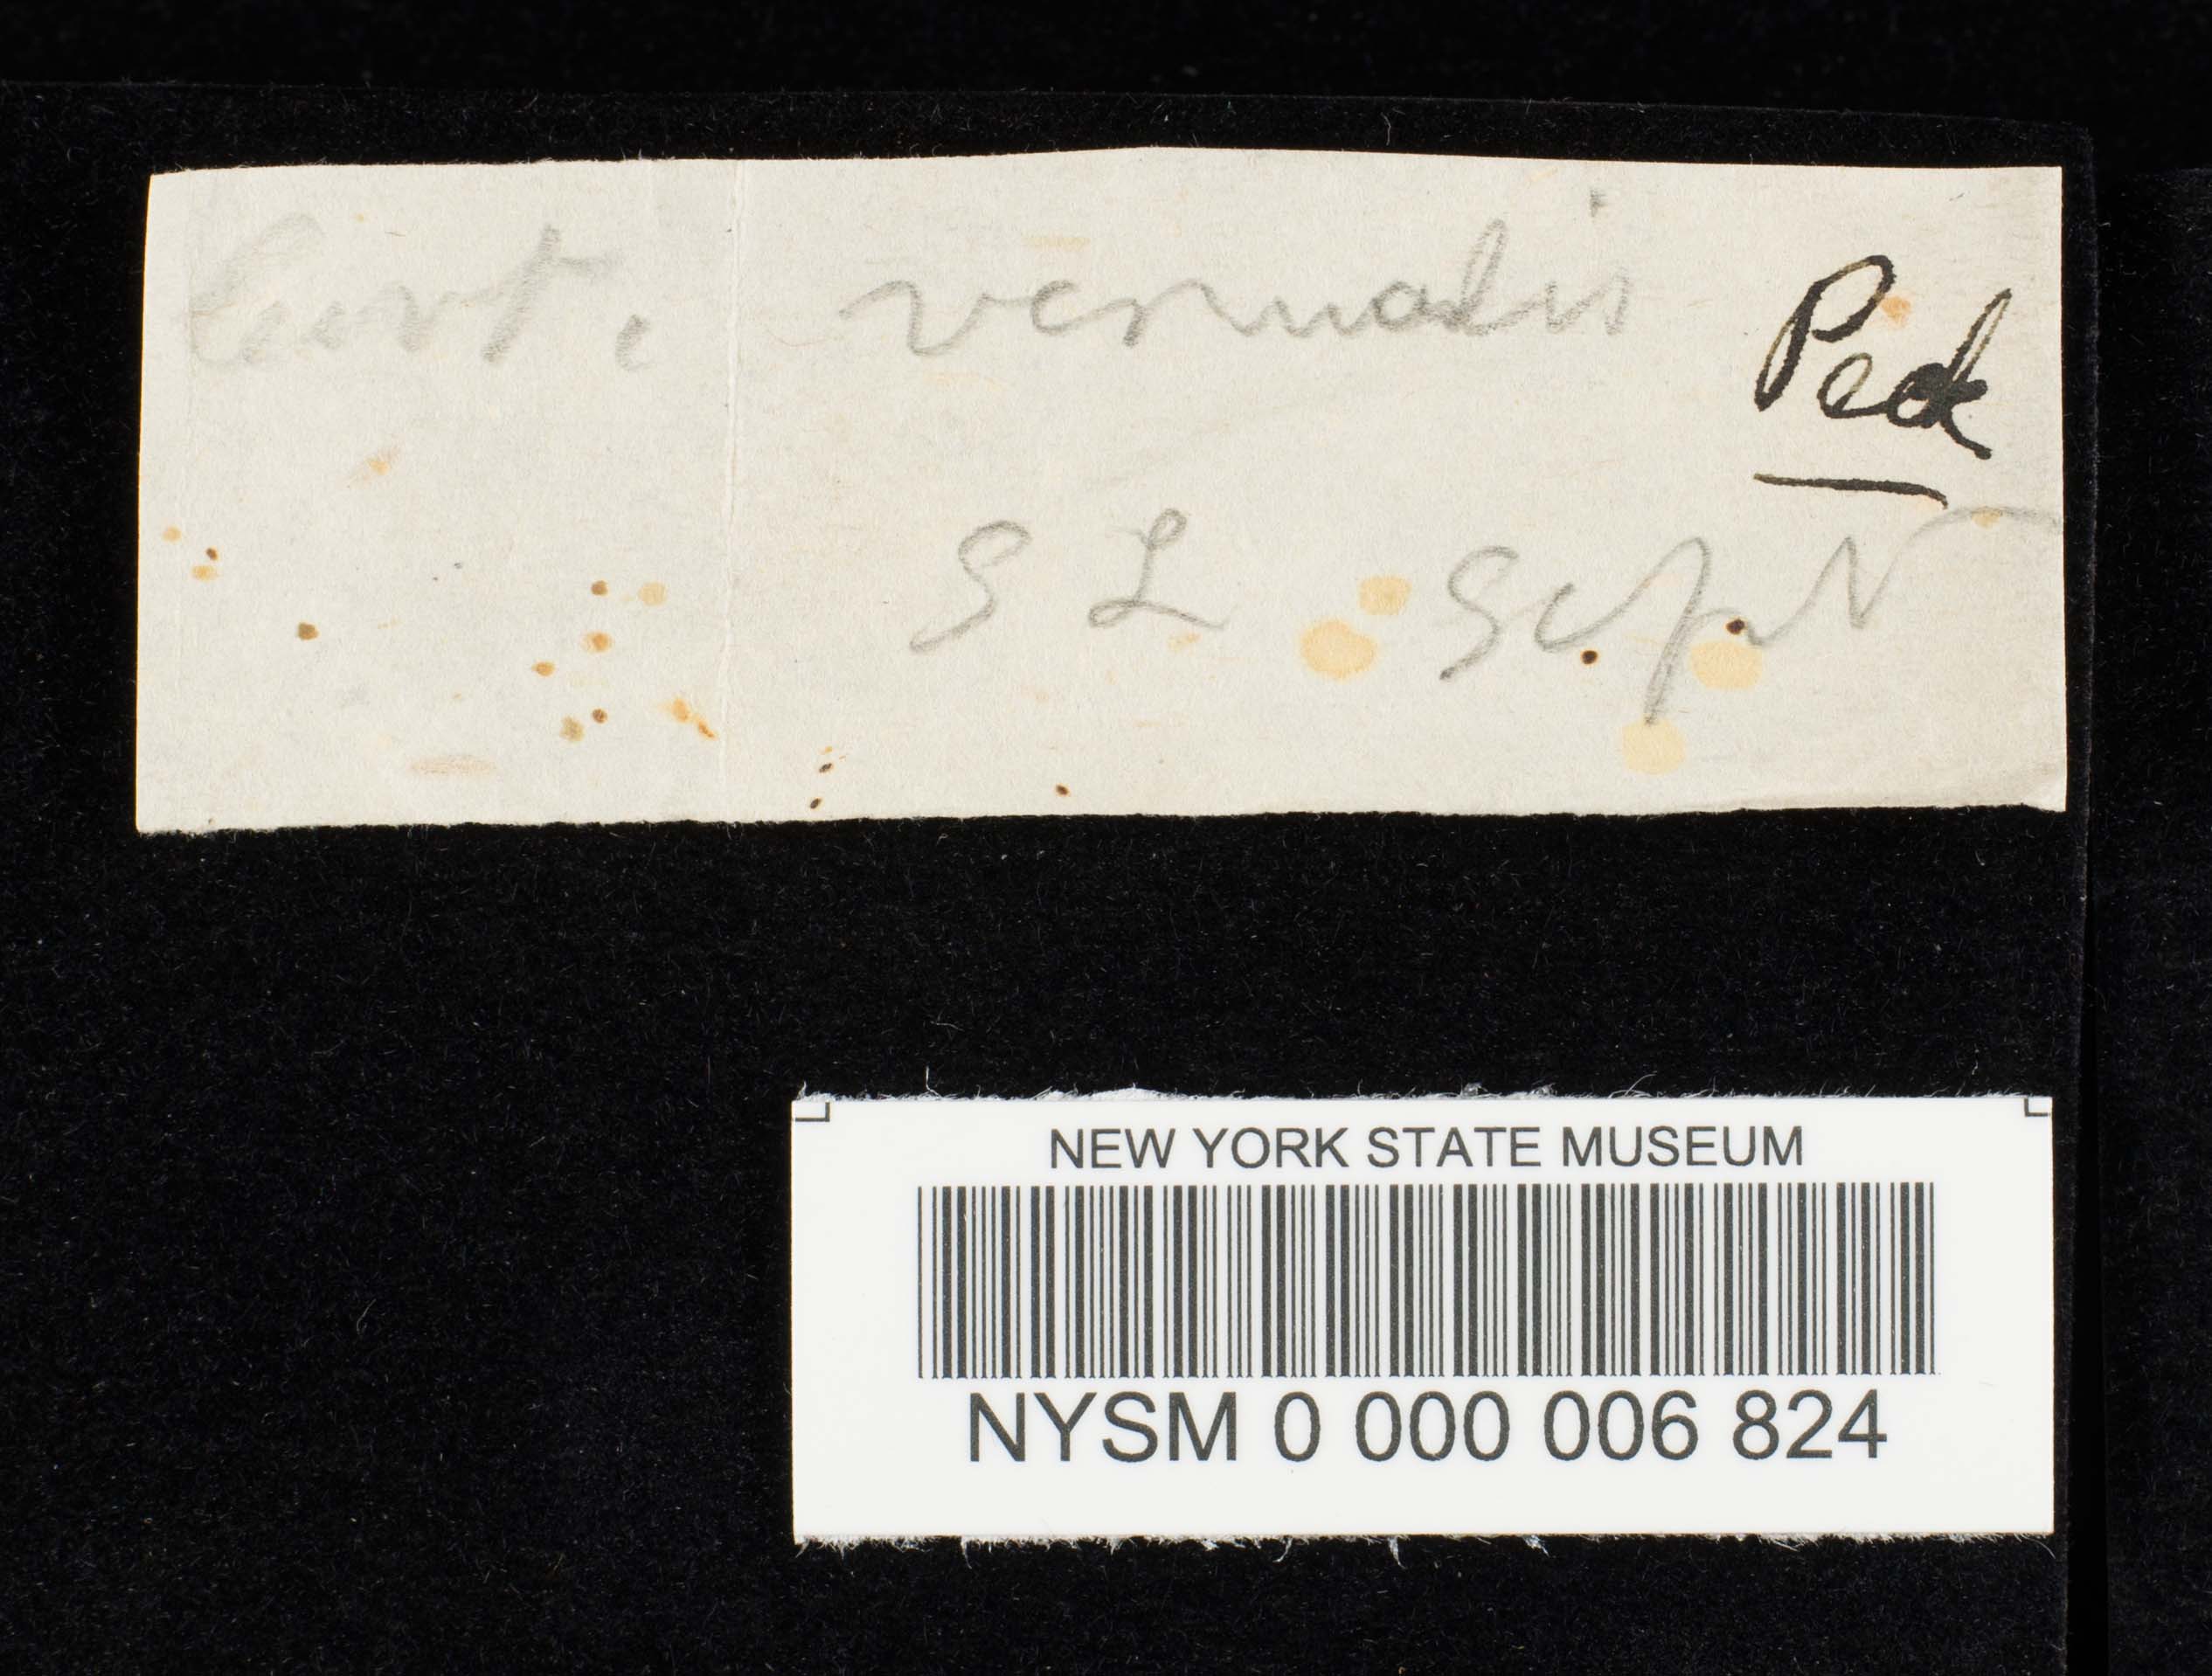 Cort. vernalis Peck
S L Sept
NEW YORK STATE MUSEUM
NYSM 0 000 006 824